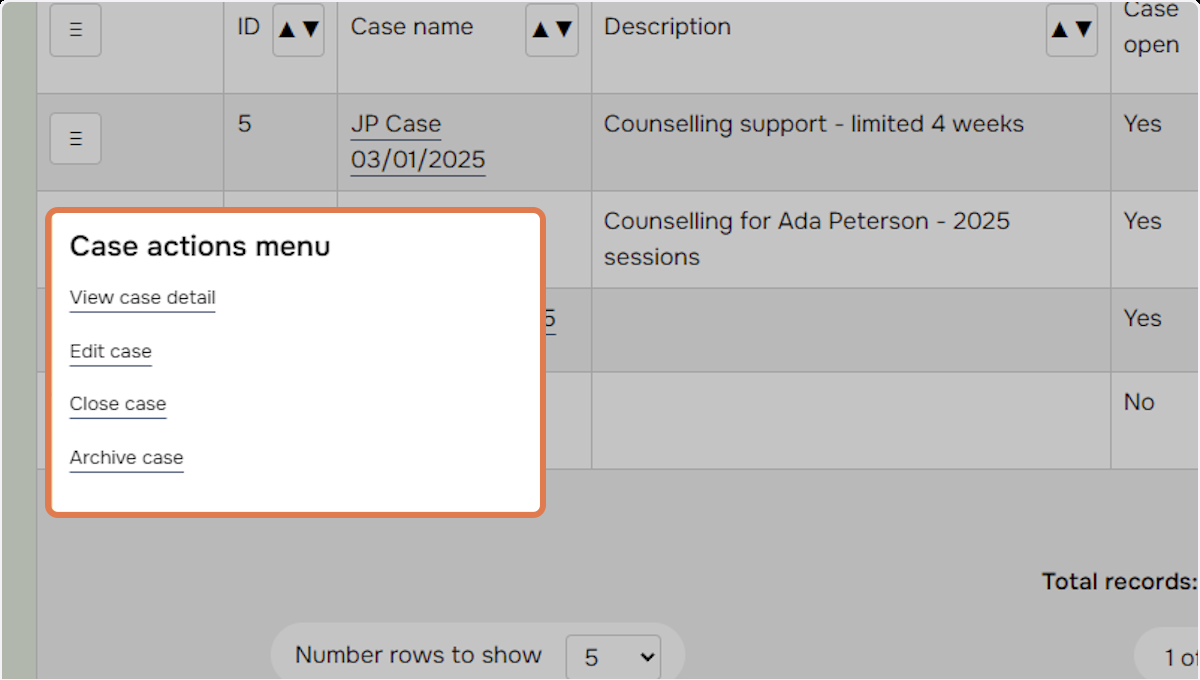 Case
open
ID ▲▼ Case name ▲▼ Description ▲▼
5 JP Case Counselling support - limited 4 weeks Yes
03/01/2025
Counselling for Ada Peterson - 2025 Yes
sessions
Case actions menu
View case detail
Edit case
Close case
Archive case
5 Yes
No
Total records:
Number rows to show 5
1 of